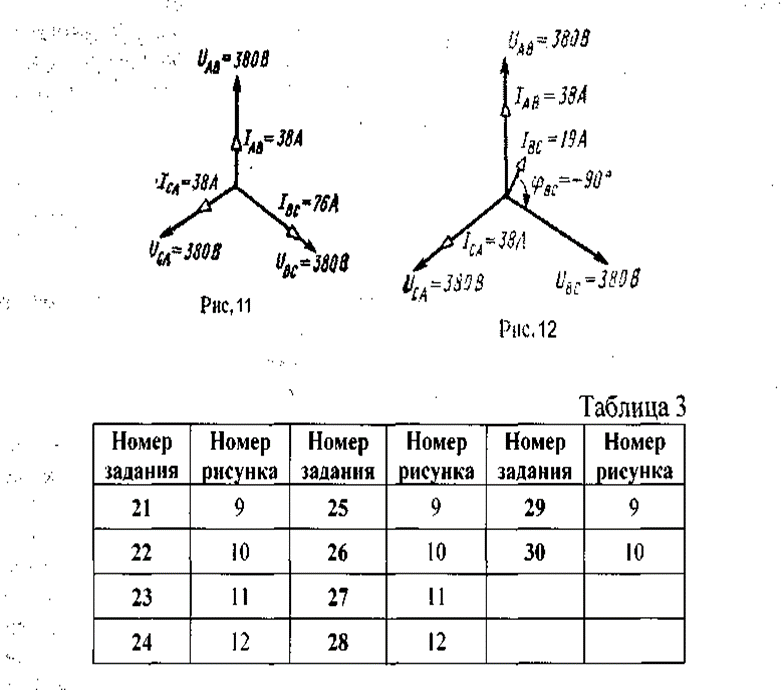 U_AB=380В
I_AB=38А
I_CA=38А
I_BC=76А
U_CA=380В
U_BC=380В
Рис.11
U_AB=380В
I_AB=38А
I_BC=19А
φ_BC=-90°
I_CA=38А
U_CA=380В
U_BC=380В
Рис.12
Таблица 3
Номер задания Номер рисунка Номер задания Номер рисунка Номер задания Номер рисунка
21 9 25 9 29 9
22 10 26 10 30 10
23 11 27 11
24 12 28 12